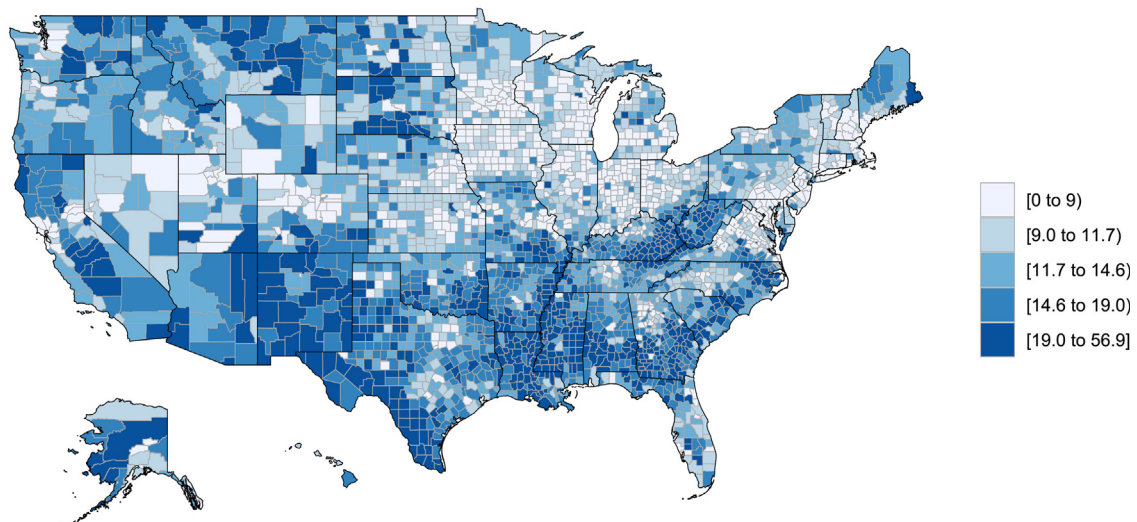 [0 to 9)
[9.0 to 11.7)
[11.7 to 14.6)
[14.6 to 19.0)
[19.0 to 56.9]